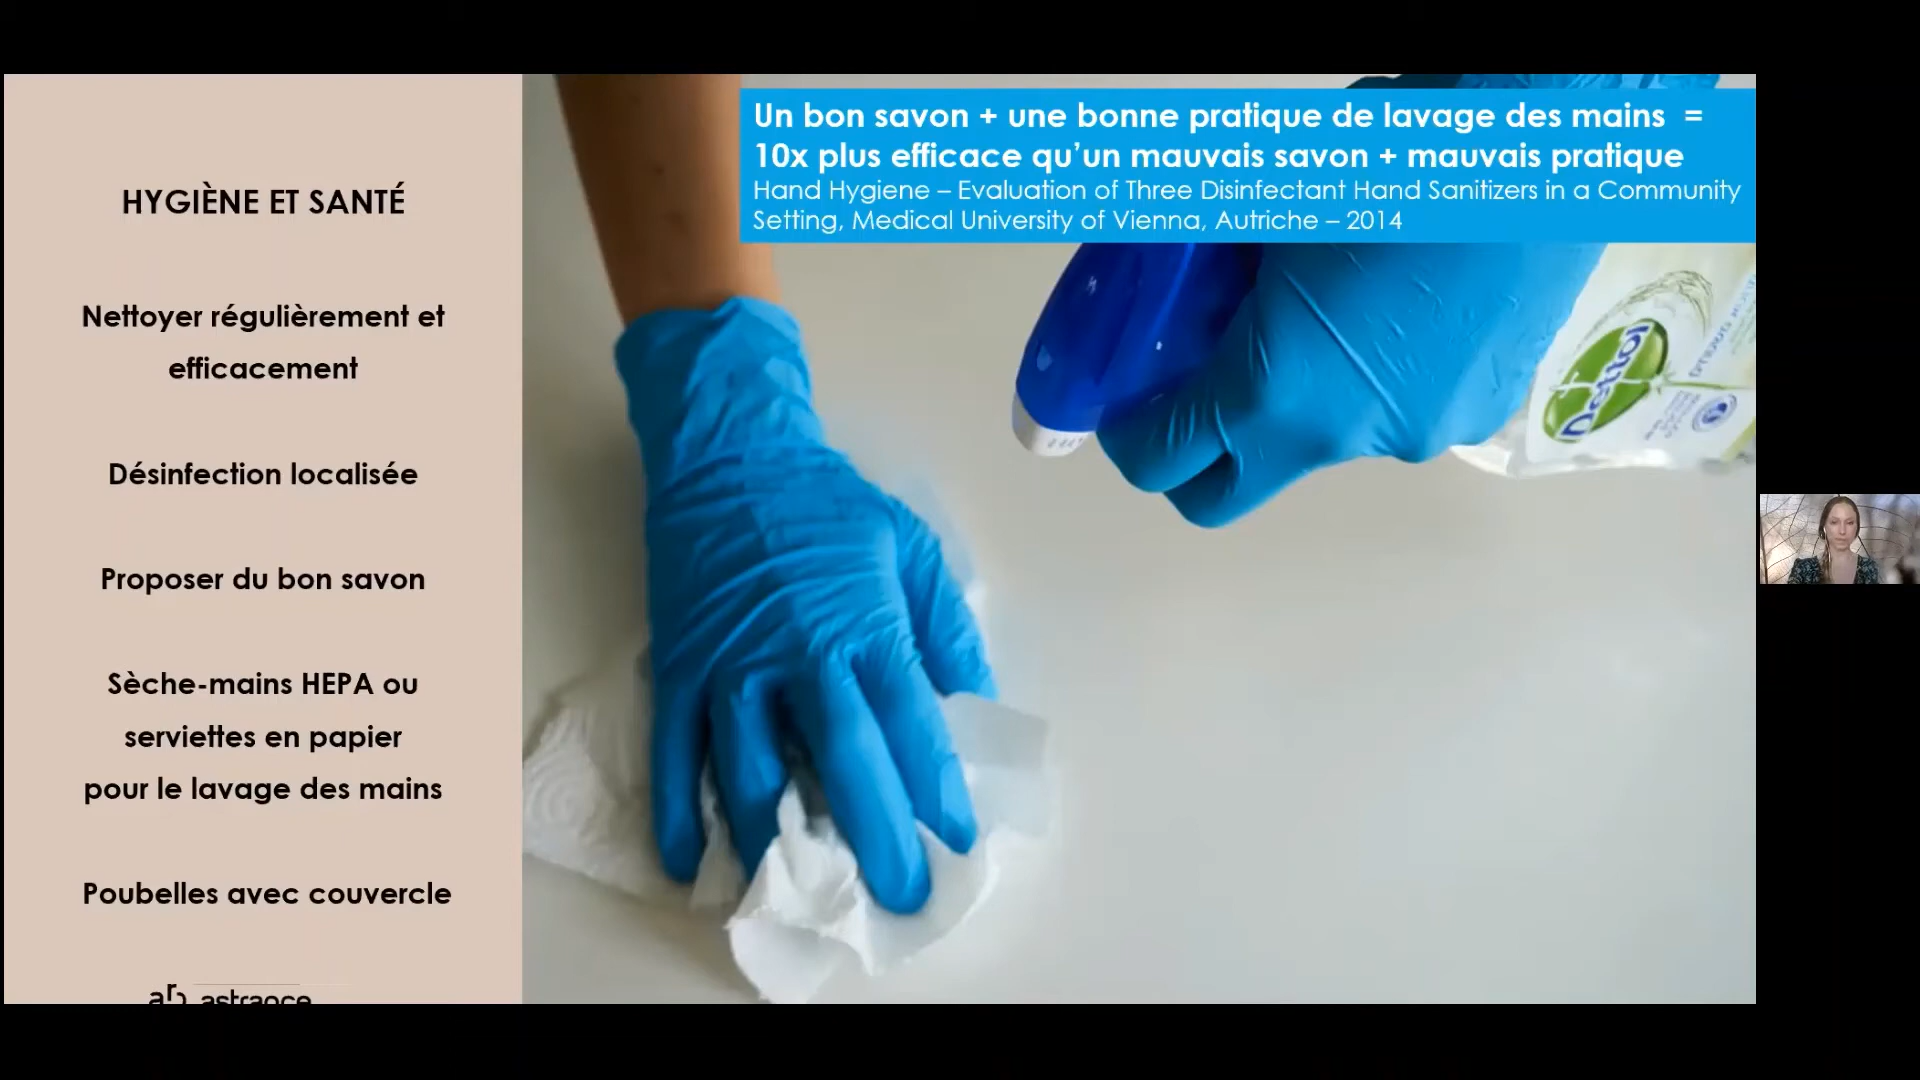 HYGIÈNE ET SANTÉ
Nettoyer régulièrement et
efficacement
Désinfection localisée
Proposer du bon savon
Sèche-mains HEPA ou
serviettes en papier
pour le lavage des mains
Poubelles avec couvercle
astrance
Un bon savon + une bonne pratique de lavage des mains =
10x plus efficace qu’un mauvais savon + mauvais pratique
Hand Hygiene – Evaluation of Three Disinfectant Hand Sanitizers in a Community
Setting, Medical University of Vienna, Autriche – 2014
Dettol